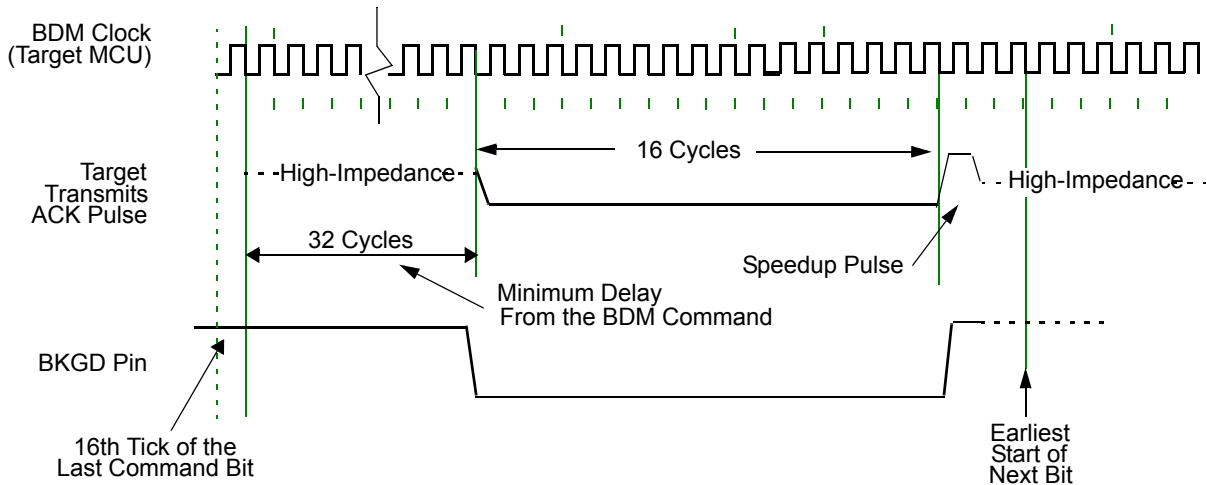 BDM Clock
(Target MCU)
16 Cycles
Target
Transmits
ACK Pulse
High-Impedance
High-Impedance
32 Cycles
Speedup Pulse
Minimum Delay
From the BDM Command
BKGD Pin
16th Tick of the
Last Command Bit
Earliest
Start of
Next Bit